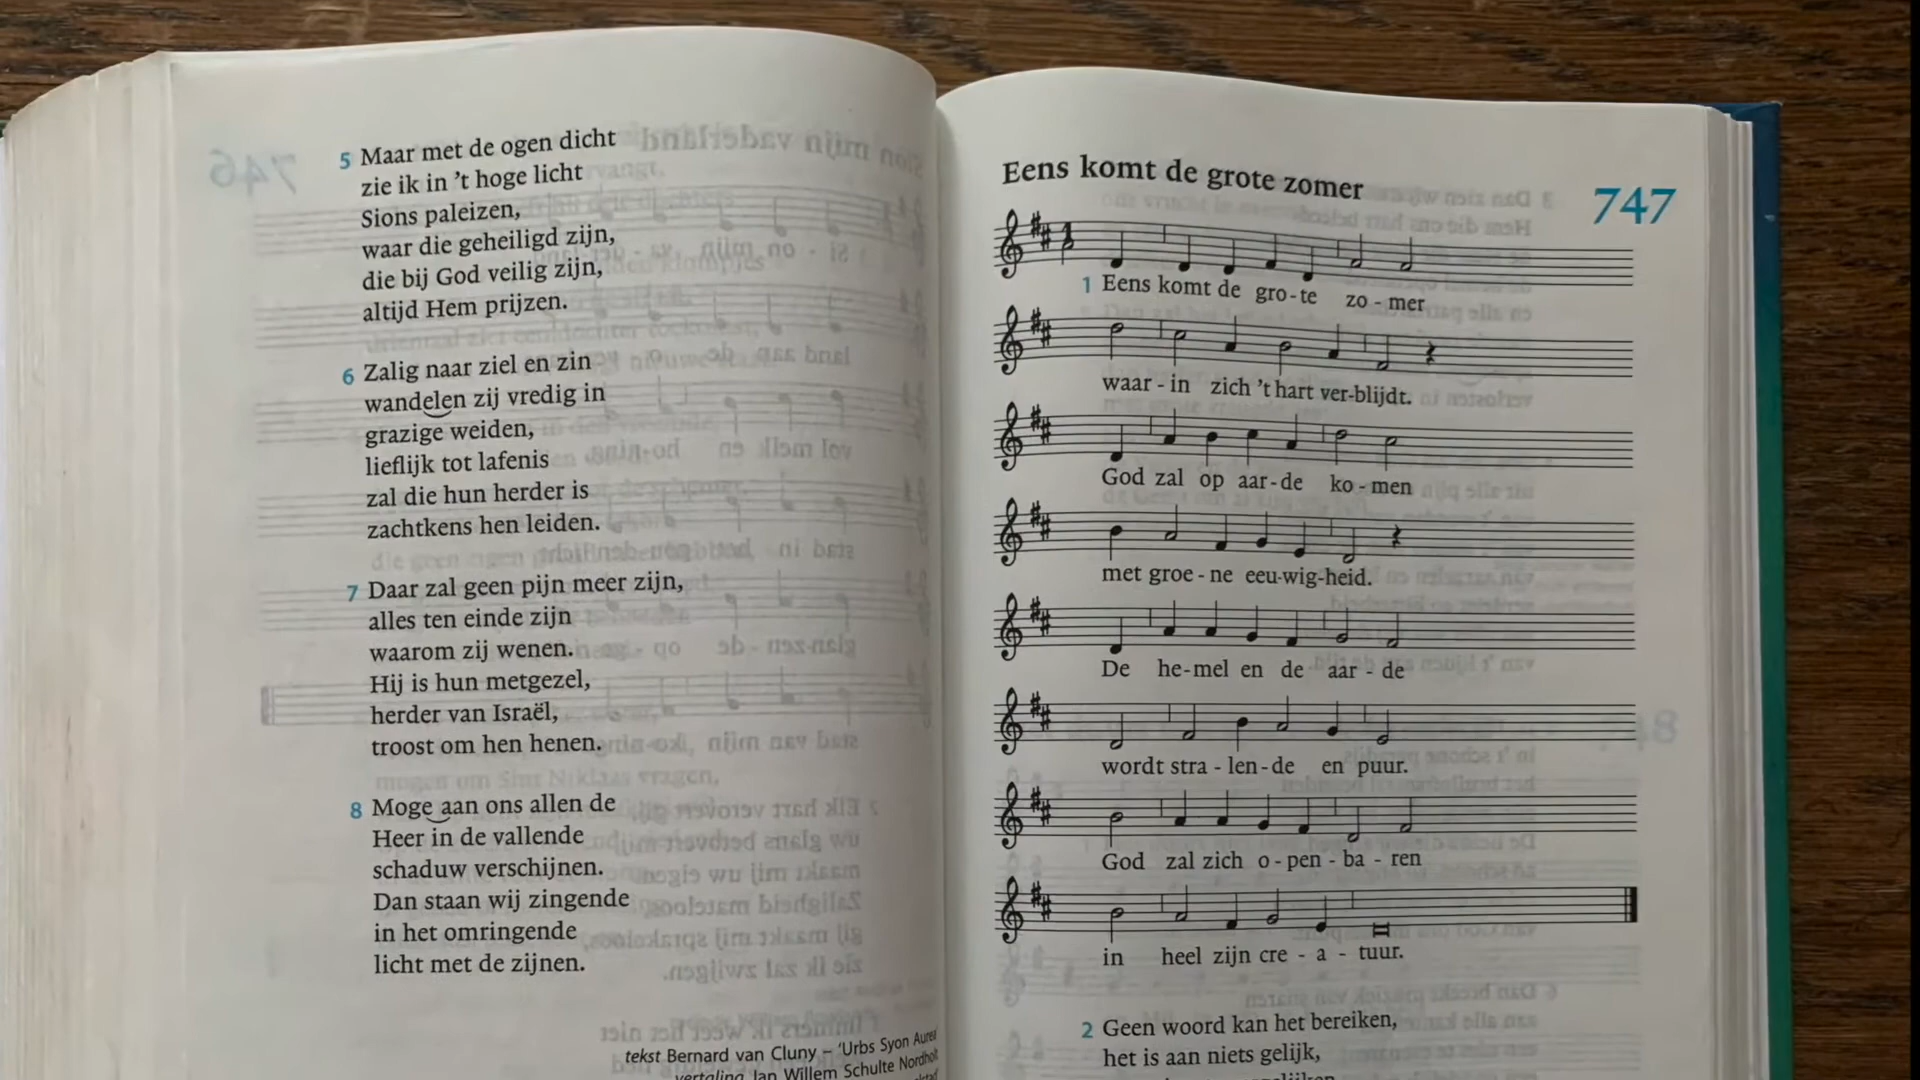 5 Maar met de ogen dicht
zie ik in ’t hoge licht
Sions paleizen,
waar die geheiligd zijn,
die bij God veilig zijn,
altijd Hem prijzen.
6 Zalig naar ziel en zin
wandelen zij vredig in
grazige weiden,
lieflijk tot lafenis
zal die hun herder is
zachtkens hen leiden.
7 Daar zal geen pijn meer zijn,
alles ten einde zijn
waarom zij wenen.
Hij is hun metgezel,
herder van Israël,
troost om hen henen.
8 Moge aan ons allen de
Heer in de vallende
schaduw verschijnen.
Dan staan wij zingende
in het omringende
licht met de zijnen.
tekst Bernard van Cluny – ‘Urbs Syon Aurea
vertaling Jan Willem Schulte Nordholt
Eens komt de grote zomer
747
1 Eens komt de gro-te zo - mer
waar - in zich ’t hart ver-blijdt.
God zal op aar-de ko - men
met groe - ne eeu-wig-heid.
De he-mel en de aar - de
wordt stra - len-de en puur.
God zal zich o - pen - ba - ren
in heel zijn cre - a - tuur.
2 Geen woord kan het bereiken,
het is aan niets gelijk,